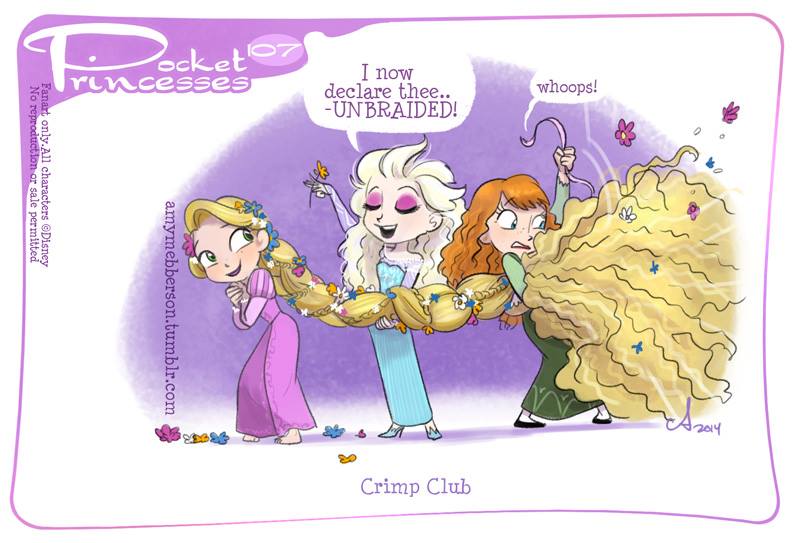 Pocket
Princesses
107
Fanart only. All characters ©Disney
No reproduction or sale permitted
I now
declare thee..
-UNBRAIDED!
whoops!
amymebberson.tumblr.com
2014
Crimp Club